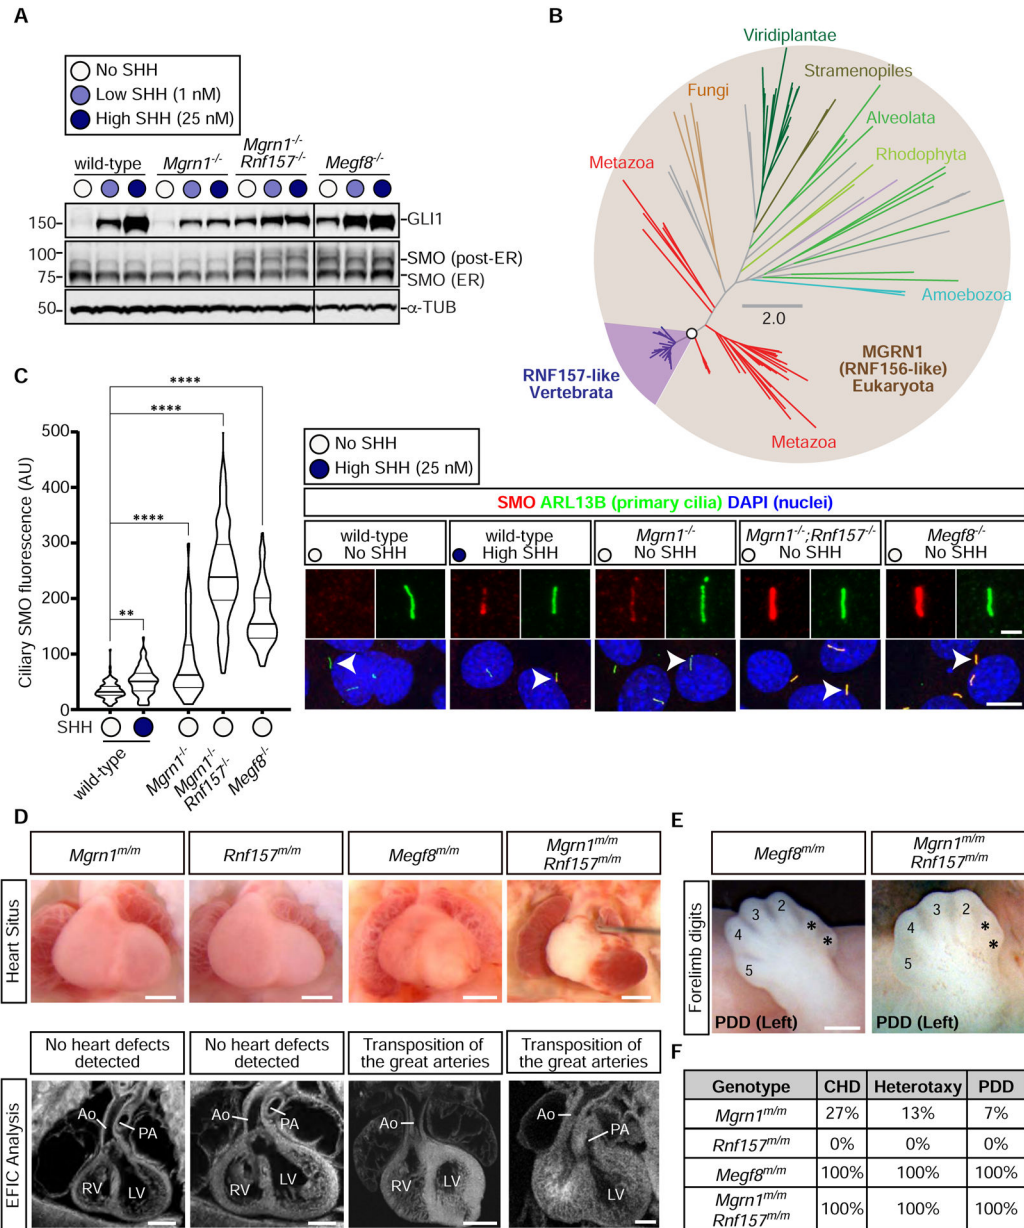 A
No SHH
Low SHH (1 nM)
High SHH (25 nM)
wild-type
Mgrn1-/-
Mgrn1-/-
Rnf157-/-
Megf8-/-
150
GLI1
100
SMO (post-ER)
75
SMO (ER)
50
α-TUB
B
Viridiplantae
Stramenopiles
Fungi
Alveolata
Metazoa
Rhodophyta
Amoebozoa
2.0
RNF157-like
Vertebrata
MGRN1
(RNF156-like)
Eukaryota
Metazoa
C
Ciliary SMO fluorescence (AU)
500
400
300
200
100
0
****
****
****
**
SHH
wild-type
Mgrn1-/-
Mgrn1-/-
Rnf157-/-
Megf8-/-
No SHH
High SHH (25 nM)
SMO ARL13B (primary cilia) DAPI (nuclei)
wild-type
No SHH
wild-type
High SHH
Mgrn1-/-
No SHH
Mgrn1-/-;Rnf157-/-
No SHH
Megf8-/-
No SHH
D
Mgrn1m/m
Rnf157m/m
Megf8m/m
Mgrn1m/m
Rnf157m/m
Heart Situs
No heart defects
detected
No heart defects
detected
Transposition of
the great arteries
Transposition of
the great arteries
EFIC Analysis
Ao
PA
RV
LV
Ao
PA
RV
LV
Ao
RV
LV
Ao
PA
LV
E
Megf8m/m
Mgrn1m/m
Rnf157m/m
Forelimb digits
2
3
4
5
*
*
PDD (Left)
2
3
4
5
*
*
PDD (Left)
F
Genotype CHD Heterotaxy PDD
Mgrn1m/m 27% 13% 7%
Rnf157m/m 0% 0% 0%
Megf8m/m 100% 100% 100%
Mgrn1m/m
Rnf157m/m 100% 100% 100%